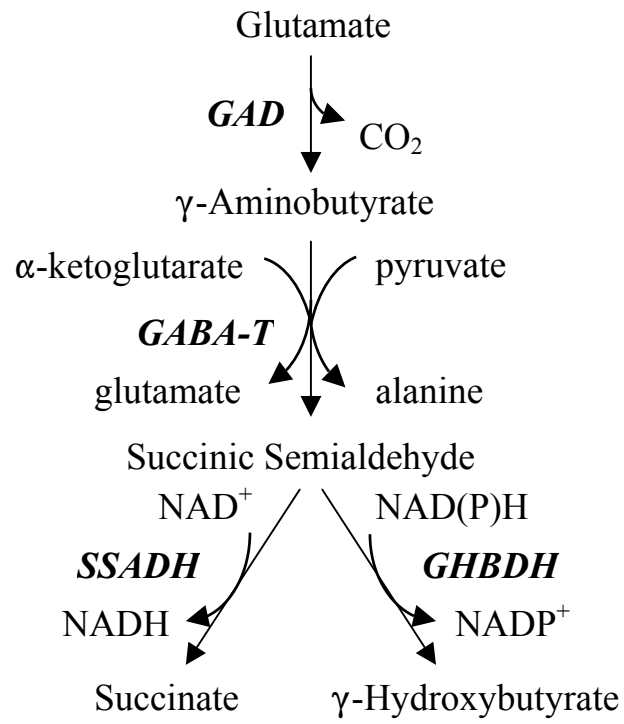 Glutamate
GAD
CO₂
γ-Aminobutyrate
α-ketoglutarate pyruvate
GABA-T
glutamate alanine
Succinic Semialdehyde
NAD⁺ NAD(P)H
SSADH GHBDH
NADH NADP⁺
Succinate γ-Hydroxybutyrate